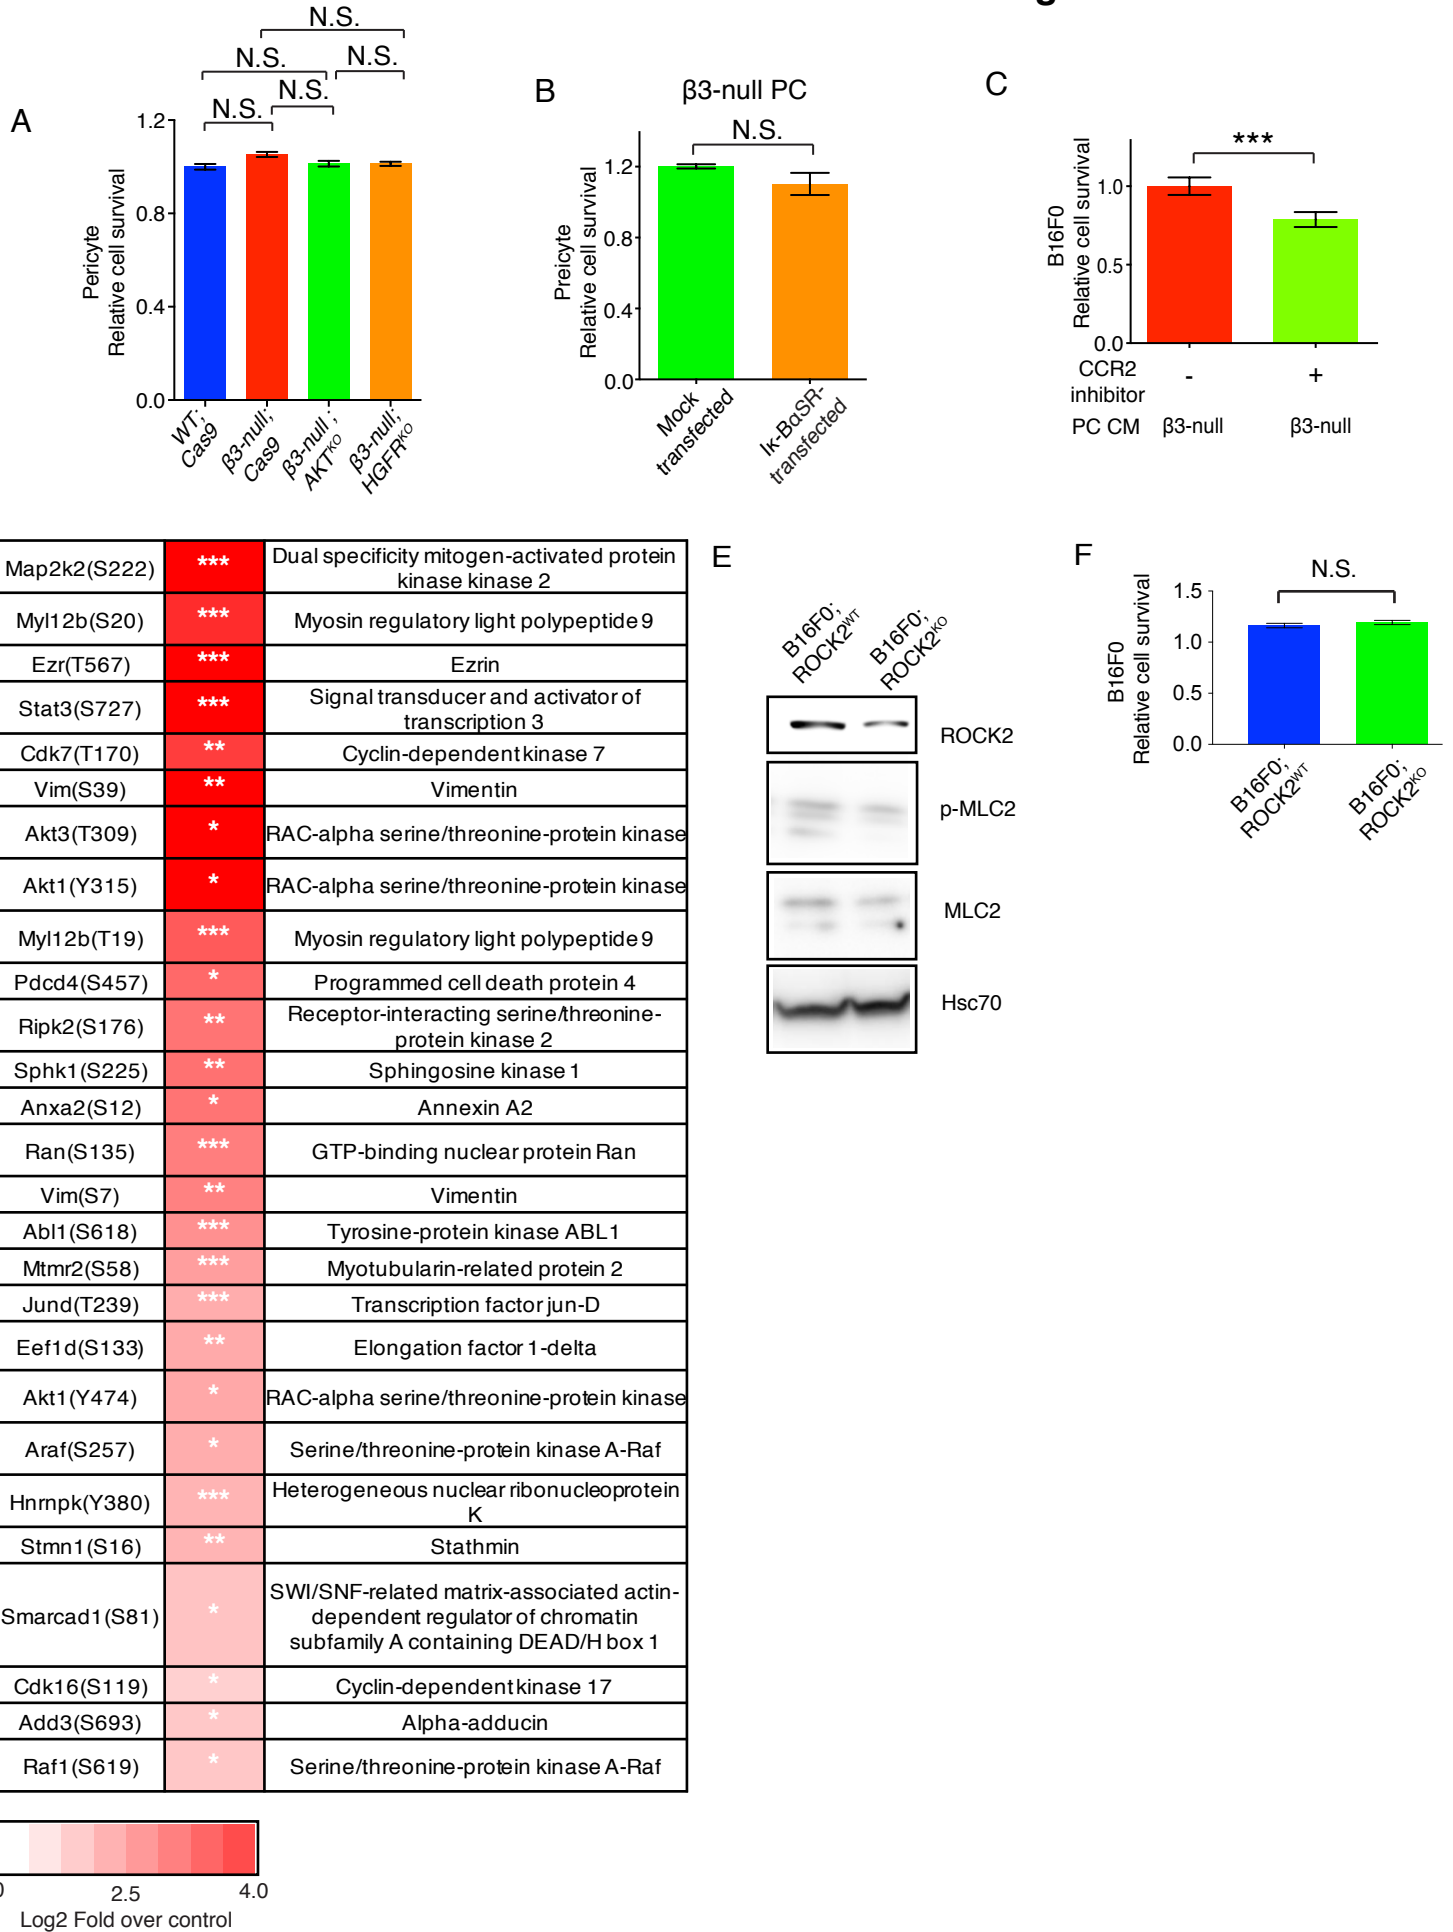 g
N.S.
N.S.
N.S.
N.S.
N.S.
A
1.2
0.8
0.4
0.0
Pericyte
Relative cell survival
WT;
Cas9
β3-null;
Cas9
β3-null ;
AKTᴷᴼ
β3-null;
HGFRᴷᴼ
B
β3-null PC
N.S.
1.2
0.8
0.4
0.0
Preicyte
Relative cell survival
Mock
transfected
Iκ-BαSR-
transfected
C
***
1.0
0.5
0.0
B16F0
Relative cell survival
CCR2
inhibitor
-
+
PC CM
β3-null
β3-null
Map2k2(S222) *** Dual specificity mitogen-activated protein
kinase kinase 2
Myl12b(S20) *** Myosin regulatory light polypeptide 9
Ezr(T567) *** Ezrin
Stat3(S727) *** Signal transducer and activator of
transcription 3
Cdk7(T170) ** Cyclin-dependent kinase 7
Vim(S39) ** Vimentin
Akt3(T309) * RAC-alpha serine/threonine-protein kinase
Akt1(Y315) * RAC-alpha serine/threonine-protein kinase
Myl12b(T19) *** Myosin regulatory light polypeptide 9
Pdcd4(S457) * Programmed cell death protein 4
Ripk2(S176) ** Receptor-interacting serine/threonine-
protein kinase 2
Sphk1(S225) ** Sphingosine kinase 1
Anxa2(S12) * Annexin A2
Ran(S135) *** GTP-binding nuclear protein Ran
Vim(S7) ** Vimentin
Abl1(S618) *** Tyrosine-protein kinase ABL1
Mtmr2(S58) *** Myotubularin-related protein 2
Jund(T239) *** Transcription factor jun-D
Eef1d(S133) ** Elongation factor 1-delta
Akt1(Y474) * RAC-alpha serine/threonine-protein kinase
Araf(S257) * Serine/threonine-protein kinase A-Raf
Hnrnpk(Y380) *** Heterogeneous nuclear ribonucleoprotein
K
Stmn1(S16) ** Stathmin
Smarcad1(S81) * SWI/SNF-related matrix-associated actin-
dependent regulator of chromatin
subfamily A containing DEAD/H box 1
Cdk16(S119) * Cyclin-dependent kinase 17
Add3(S693) * Alpha-adducin
Raf1(S619) * Serine/threonine-protein kinase A-Raf
0
2.5
4.0
Log2 Fold over control
E
B16F0;
ROCK2ᵂᵀ
B16F0;
ROCK2ᴷᴼ
ROCK2
p-MLC2
MLC2
Hsc70
F
N.S.
1.5
1.0
0.5
0.0
B16F0
Relative cell survival
B16F0;
ROCK2ᵂᵀ
B16F0;
ROCK2ᴷᴼ